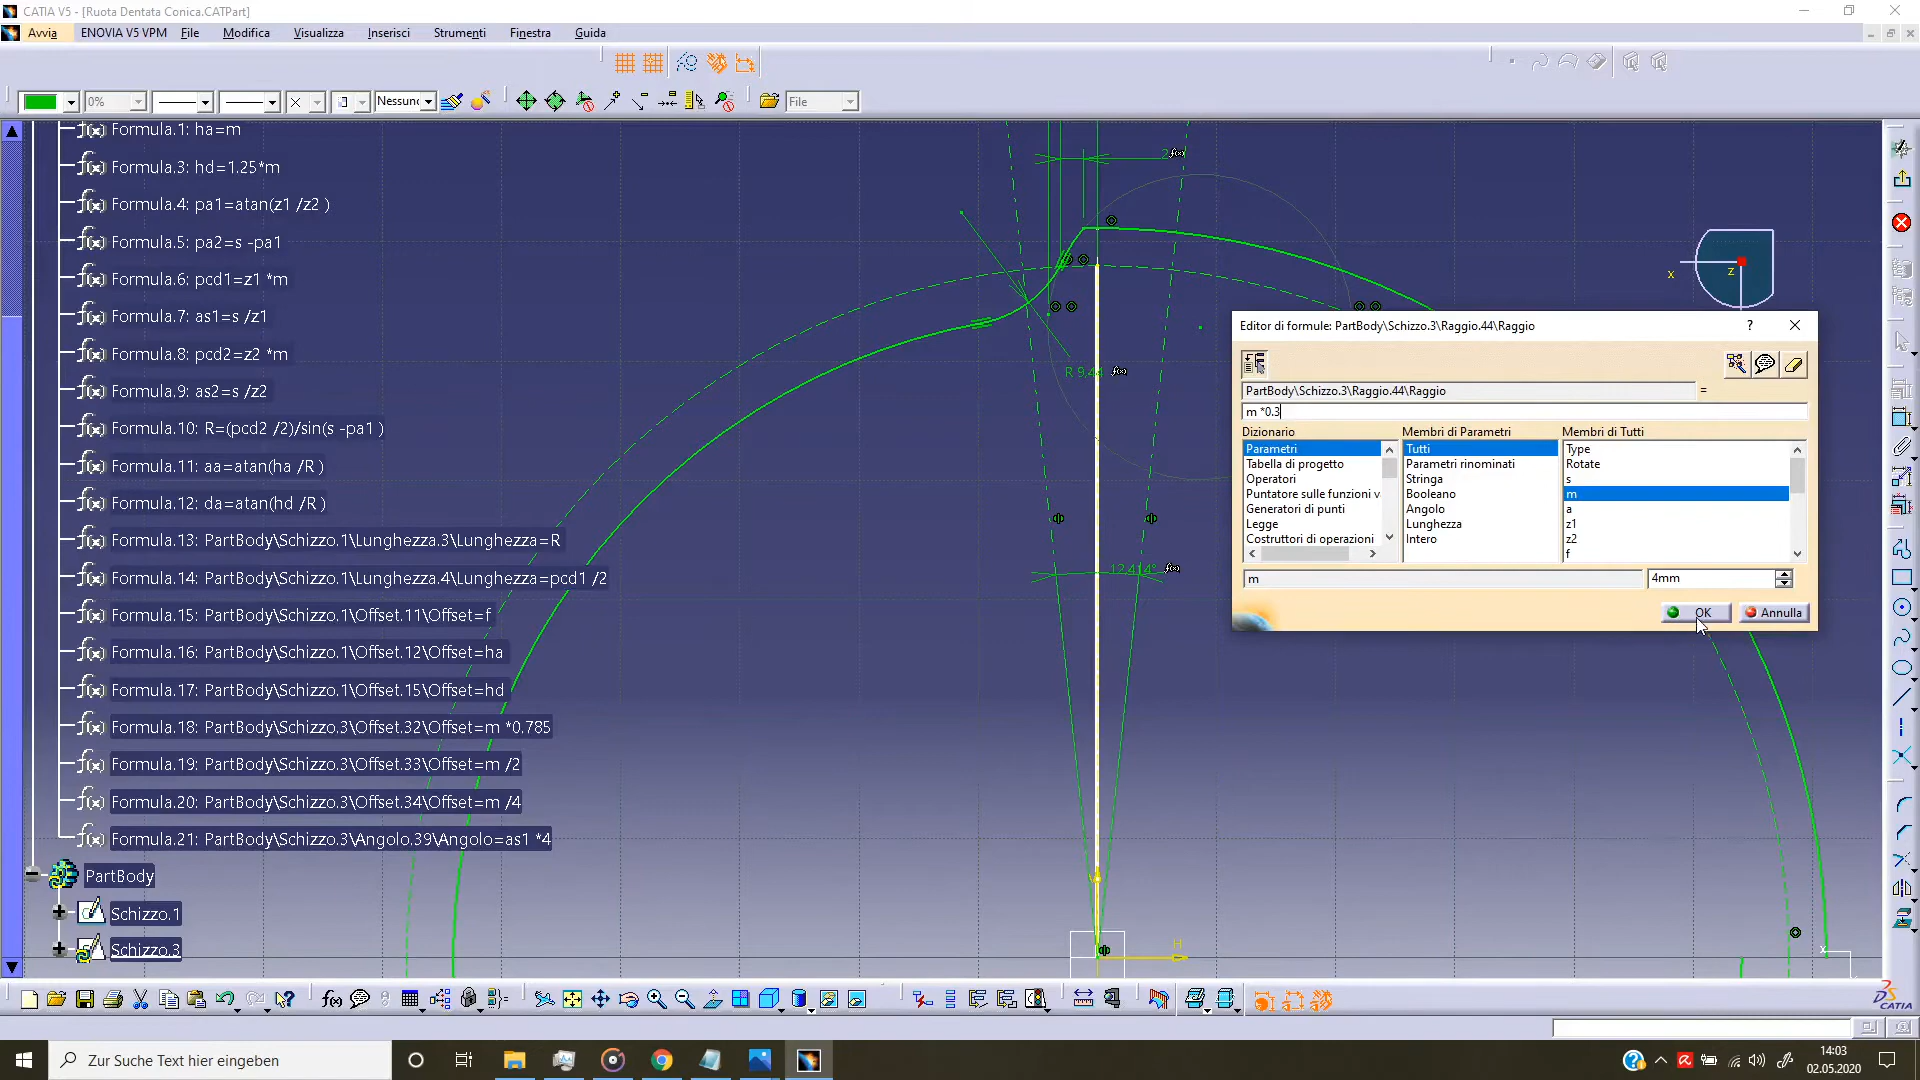 CATIA V5 - [Ruota Dentata Conica.CATPart]
Avvia ENOVIA V5 VPM File Modifica Visualizza Inserisci Strumenti Finestra Guida
0% Nessunc File
Formula.1: ha=m
Formula.3: hd=1.25*m
Formula.4: pa1=atan(z1 /z2 )
Formula.5: pa2=s -pa1
Formula.6: pcd1=z1 *m
Formula.7: as1=s /z1
Formula.8: pcd2=z2 *m
Formula.9: as2=s /z2
Formula.10: R=(pcd2 /2)/sin(s -pa1 )
Formula.11: aa=atan(ha /R )
Formula.12: da=atan(hd /R )
Formula.13: PartBody\Schizzo.1\Lunghezza.3\Lunghezza=R
Formula.14: PartBody\Schizzo.1\Lunghezza.4\Lunghezza=pcd1 /2
Formula.15: PartBody\Schizzo.1\Offset.11\Offset=f
Formula.16: PartBody\Schizzo.1\Offset.12\Offset=ha
Formula.17: PartBody\Schizzo.1\Offset.15\Offset=hd
Formula.18: PartBody\Schizzo.3\Offset.32\Offset=m *0.785
Formula.19: PartBody\Schizzo.3\Offset.33\Offset=m /2
Formula.20: PartBody\Schizzo.3\Offset.34\Offset=m /4
Formula.21: PartBody\Schizzo.3\Angolo.39\Angolo=as1 *4
PartBody
Schizzo.1
Schizzo.3
R 9,44
12,414°
H
x z
x
Editor di formule: PartBody\Schizzo.3\Raggio.44\Raggio ?
PartBody\Schizzo.3\Raggio.44\Raggio =
m *0.3
Dizionario Membri di Parametri Membri di Tutti
Parametri Tutti Type
Tabella di progetto Parametri rinominati Rotate
Operatori Stringa s
Puntatore sulle funzioni v Booleano m
Generatori di punti Angolo a
Legge Lunghezza z1
Costruttori di operazioni Intero z2
f
m 4mm
OK Annulla
CATIA
Zur Suche Text hier eingeben
14:03
02.05.2020